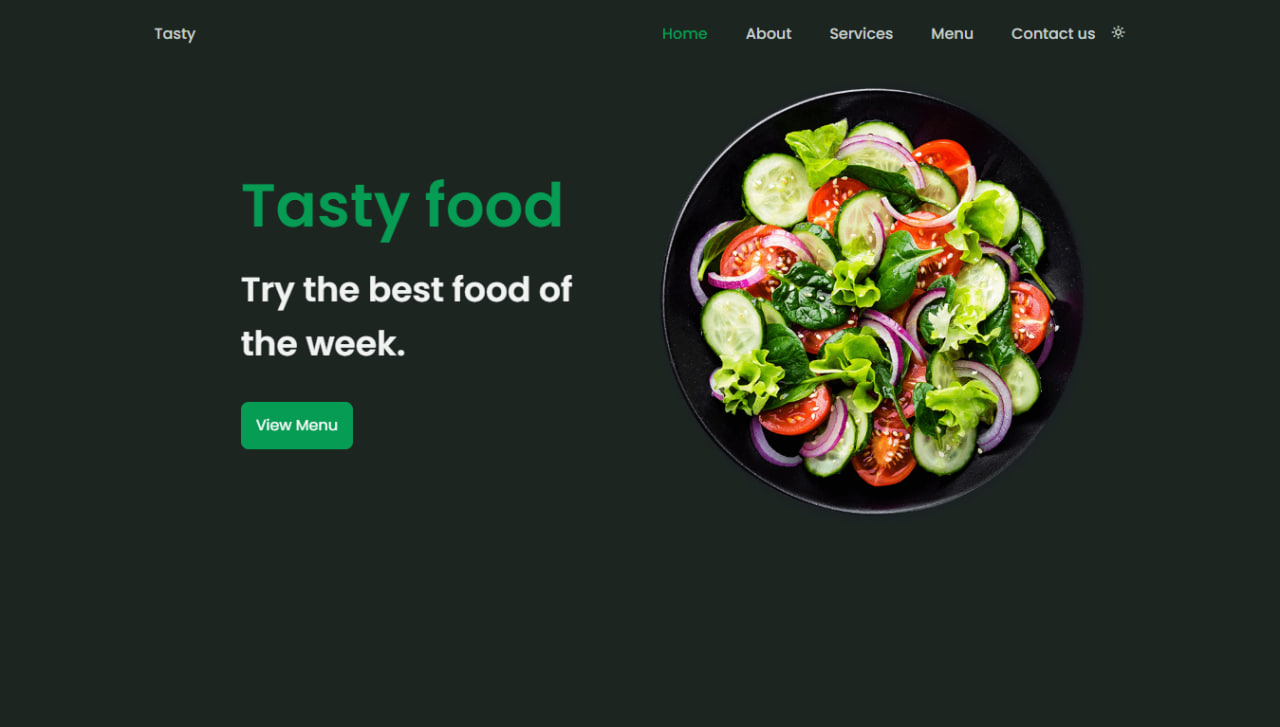 Tasty
Home About Services Menu Contact us
Tasty food
Try the best food of
the week.
View Menu